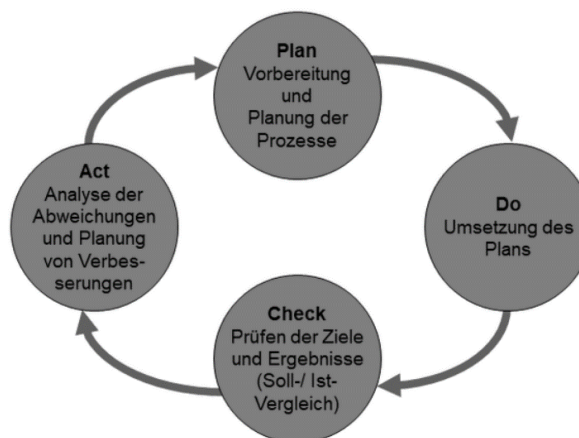 Plan
Vorbereitung
und
Planung der
Prozesse
Do
Umsetzung des
Plans
Check
Prüfen der Ziele
und Ergebnisse
(Soll-/ Ist-
Vergleich)
Act
Analyse der
Abweichungen
und Planung
von Verbes-
serungen